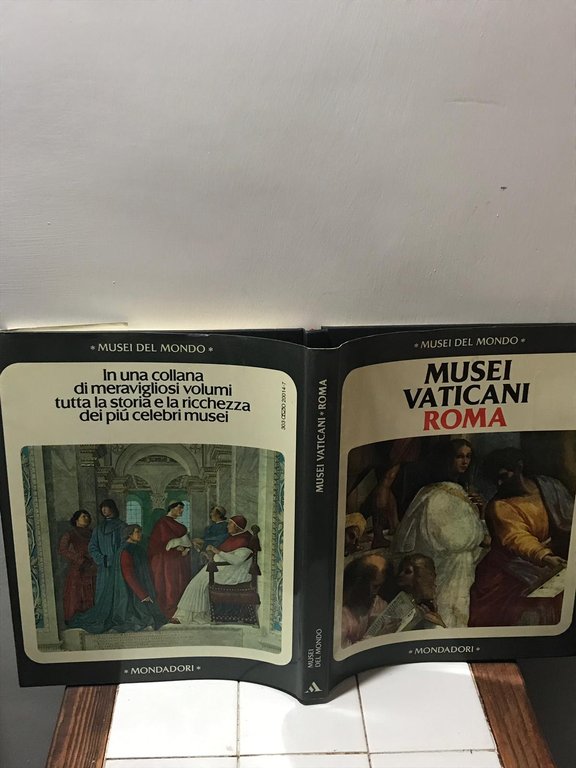 * MUSEI DEL MONDO *
In una collana
di meravigliosi volumi
tutta la storia e la ricchezza
dei piú celebri musei
* MONDADORI *
MUSEI VATICANI * ROMA
MUSEI
DEL MONDO
* MUSEI DEL MONDO *
MUSEI
VATICANI
ROMA
* MONDADORI *